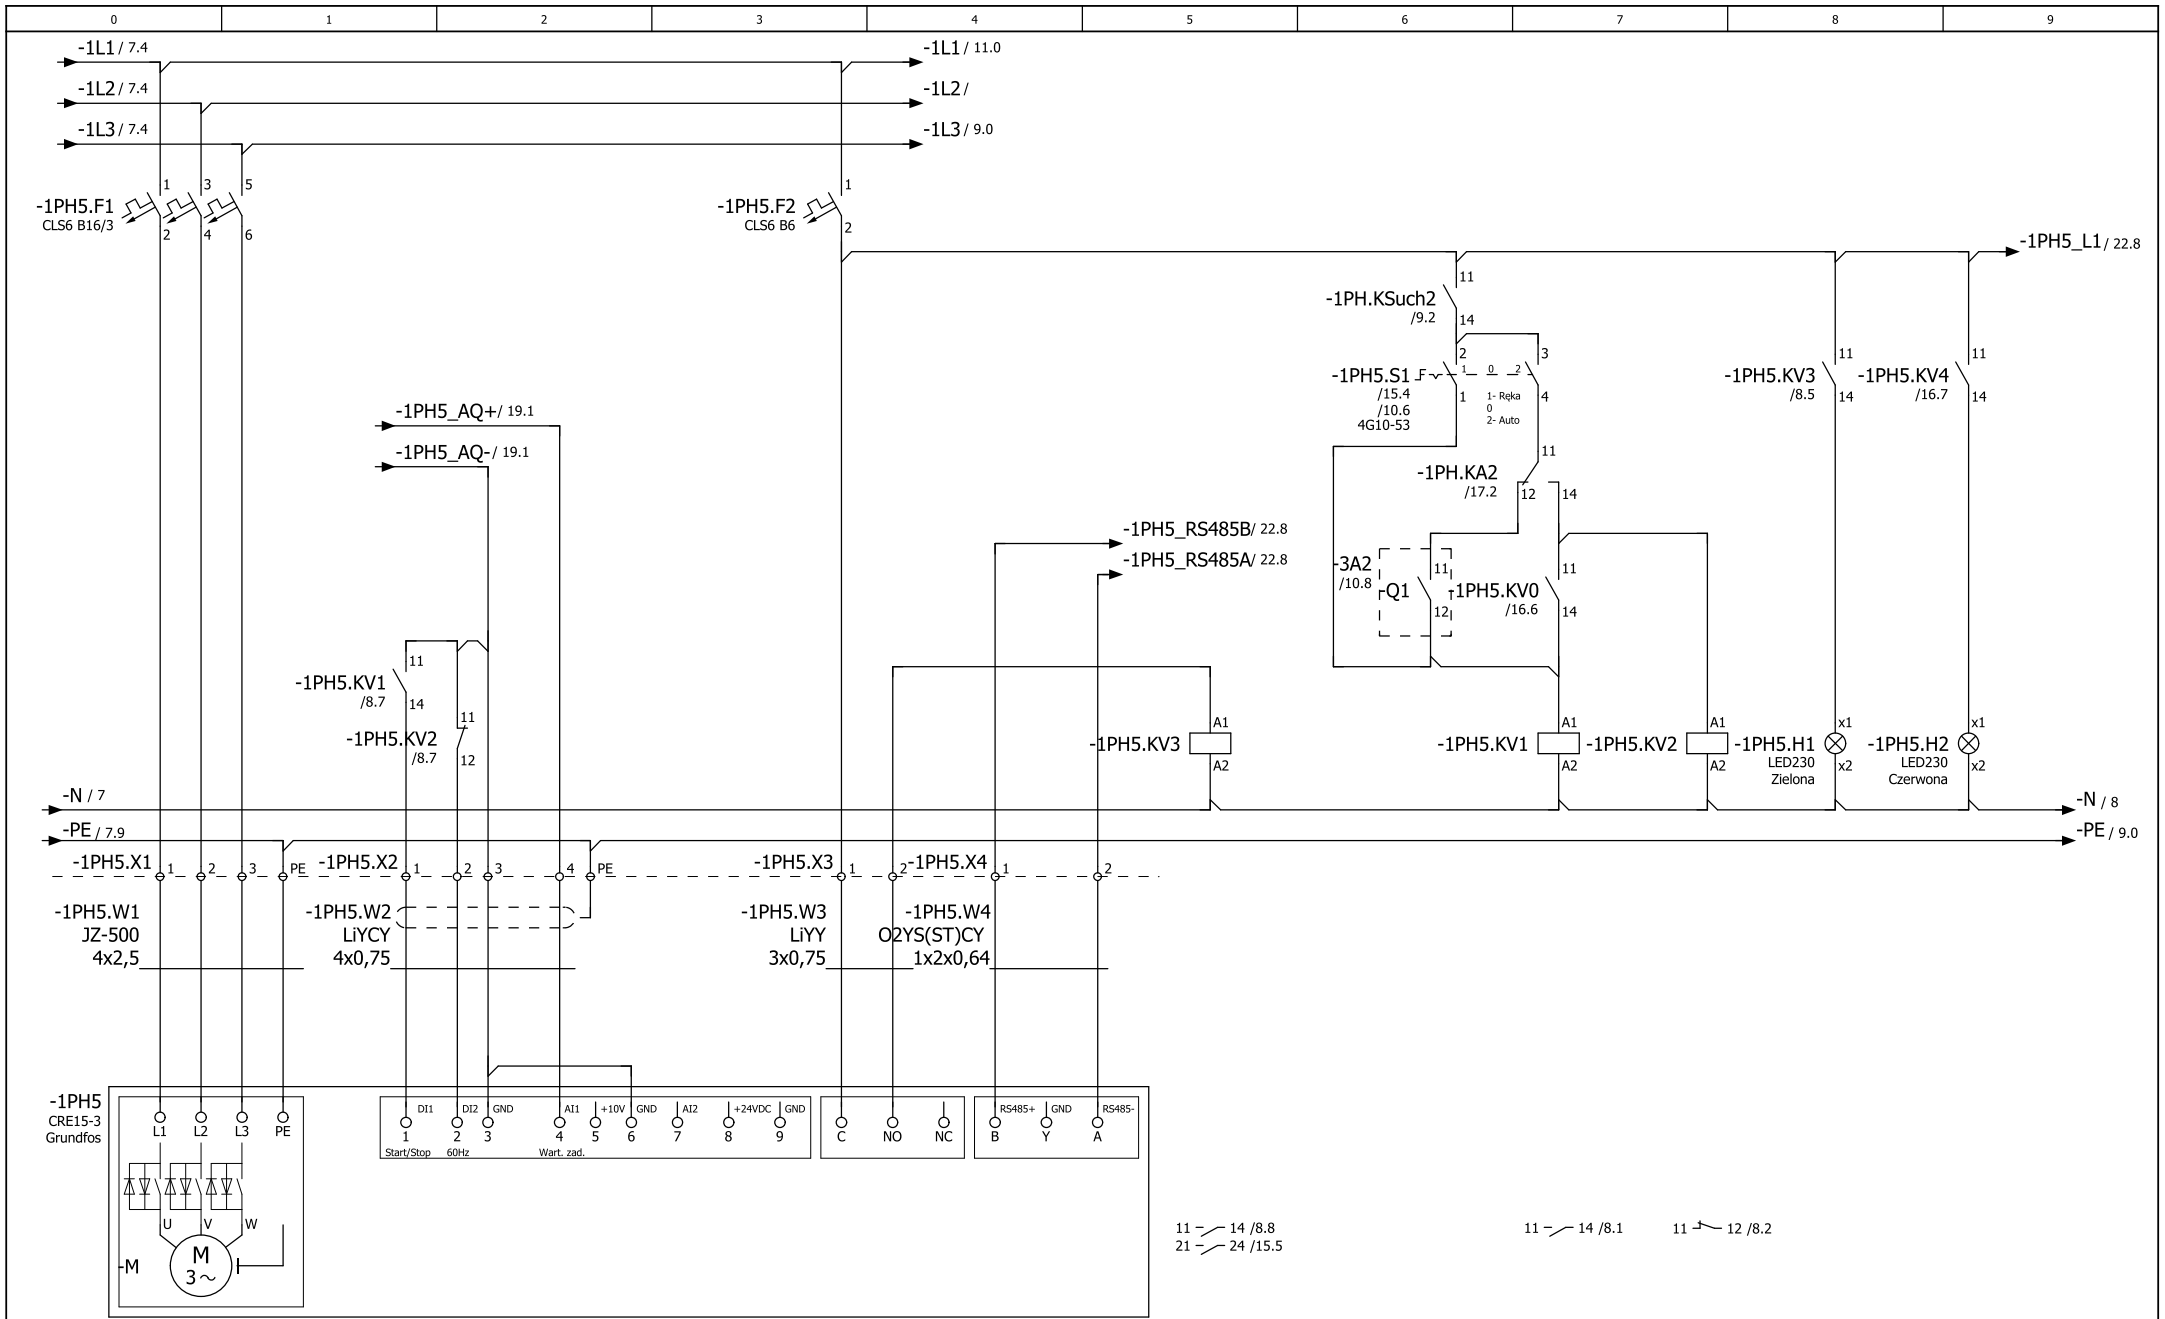 0 1 2 3 4 5 6 7 8 9
-1L1 / 7.4
-1L1 / 11.0
-1L2 / 7.4
-1L2 /
-1L3 / 7.4
-1L3 / 9.0
1 3 5
-1PH5.F1
CLS6 B16/3
2 4 6
1
-1PH5.F2
CLS6 B6
2
-1PH5_L1 / 22.8
11
-1PH.KSuch2
/9.2
14
2 3
-1PH5.S1
1 0 2
/15.4
/10.6
4G10-53
1 4
1- Ręka
0
2- Auto
11
-1PH5.KV3
/8.5
14
11
-1PH5.KV4
/16.7
14
-1PH5_AQ+ / 19.1
-1PH5_AQ- / 19.1
11
-1PH.KA2
/17.2
12 14
-1PH5_RS485B / 22.8
-1PH5_RS485A / 22.8
-3A2
/10.8
11
-Q1
12
11
-1PH5.KV0
/16.6
14
11
-1PH5.KV1
/8.7
14
11
-1PH5.KV2
/8.7
12
A1
-1PH5.KV3
A2
A1
-1PH5.KV1
A2
A1
-1PH5.KV2
A2
x1
-1PH5.H1
LED230
Zielona
x2
x1
-1PH5.H2
LED230
Czerwona
x2
-N / 7
-N / 8
-PE / 7.9
-PE / 9.0
-1PH5.X1 1 2 3 PE
-1PH5.X2 1 2 3 4 PE
-1PH5.X3 1 2
-1PH5.X4 1 2
-1PH5.W1
JZ-500
4x2,5
-1PH5.W2
LiYCY
4x0,75
-1PH5.W3
LiYY
3x0,75
-1PH5.W4
O2YS(ST)CY
1x2x0,64
-1PH5
CRE15-3
Grundfos
L1 L2 L3 PE
DI1 DI2 GND AI1 +10V GND AI2 +24VDC GND
1 2 3 4 5 6 7 8 9
Start/Stop 60Hz Wart. zad.
C NO NC
RS485+ GND RS485-
B Y A
U V W
M
3~
-M
11 14 /8.8
21 24 /15.5
11 14 /8.1
11 12 /8.2